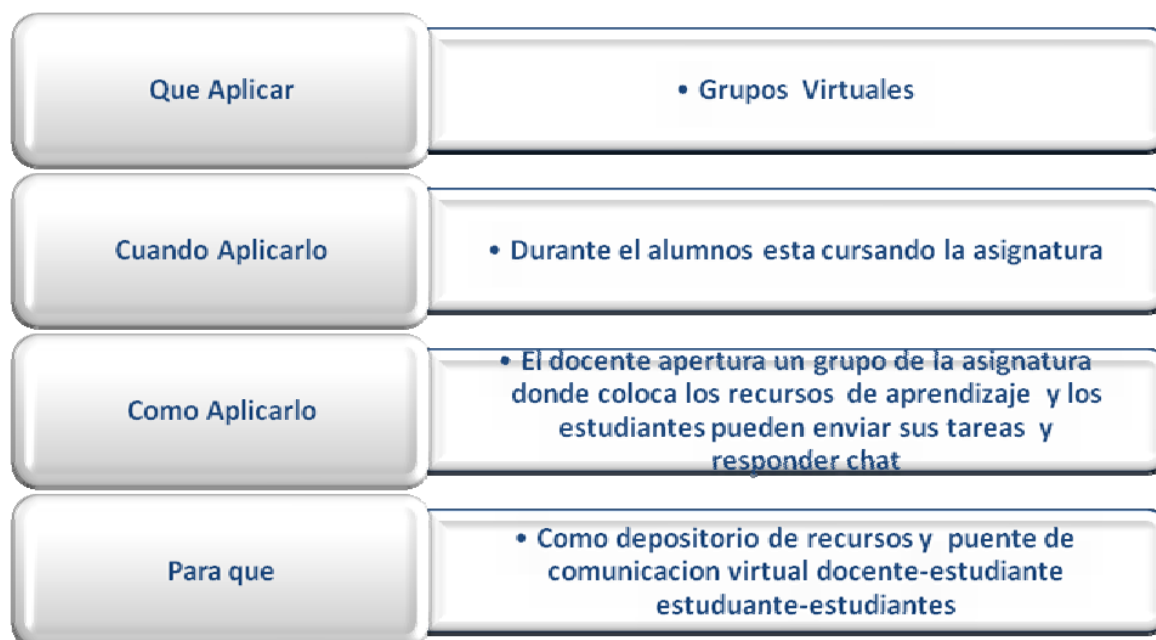 Que Aplicar
• Grupos Virtuales
Cuando Aplicarlo
• Durante el alumnos esta cursando la asignatura
Como Aplicarlo
• El docente apertura un grupo de la asignatura
donde coloca los recursos de aprendizaje y los
estudiantes pueden enviar sus tareas y
responder chat
Para que
• Como depositorio de recursos y puente de
comunicacion virtual docente-estudiante
estuduante-estudiantes